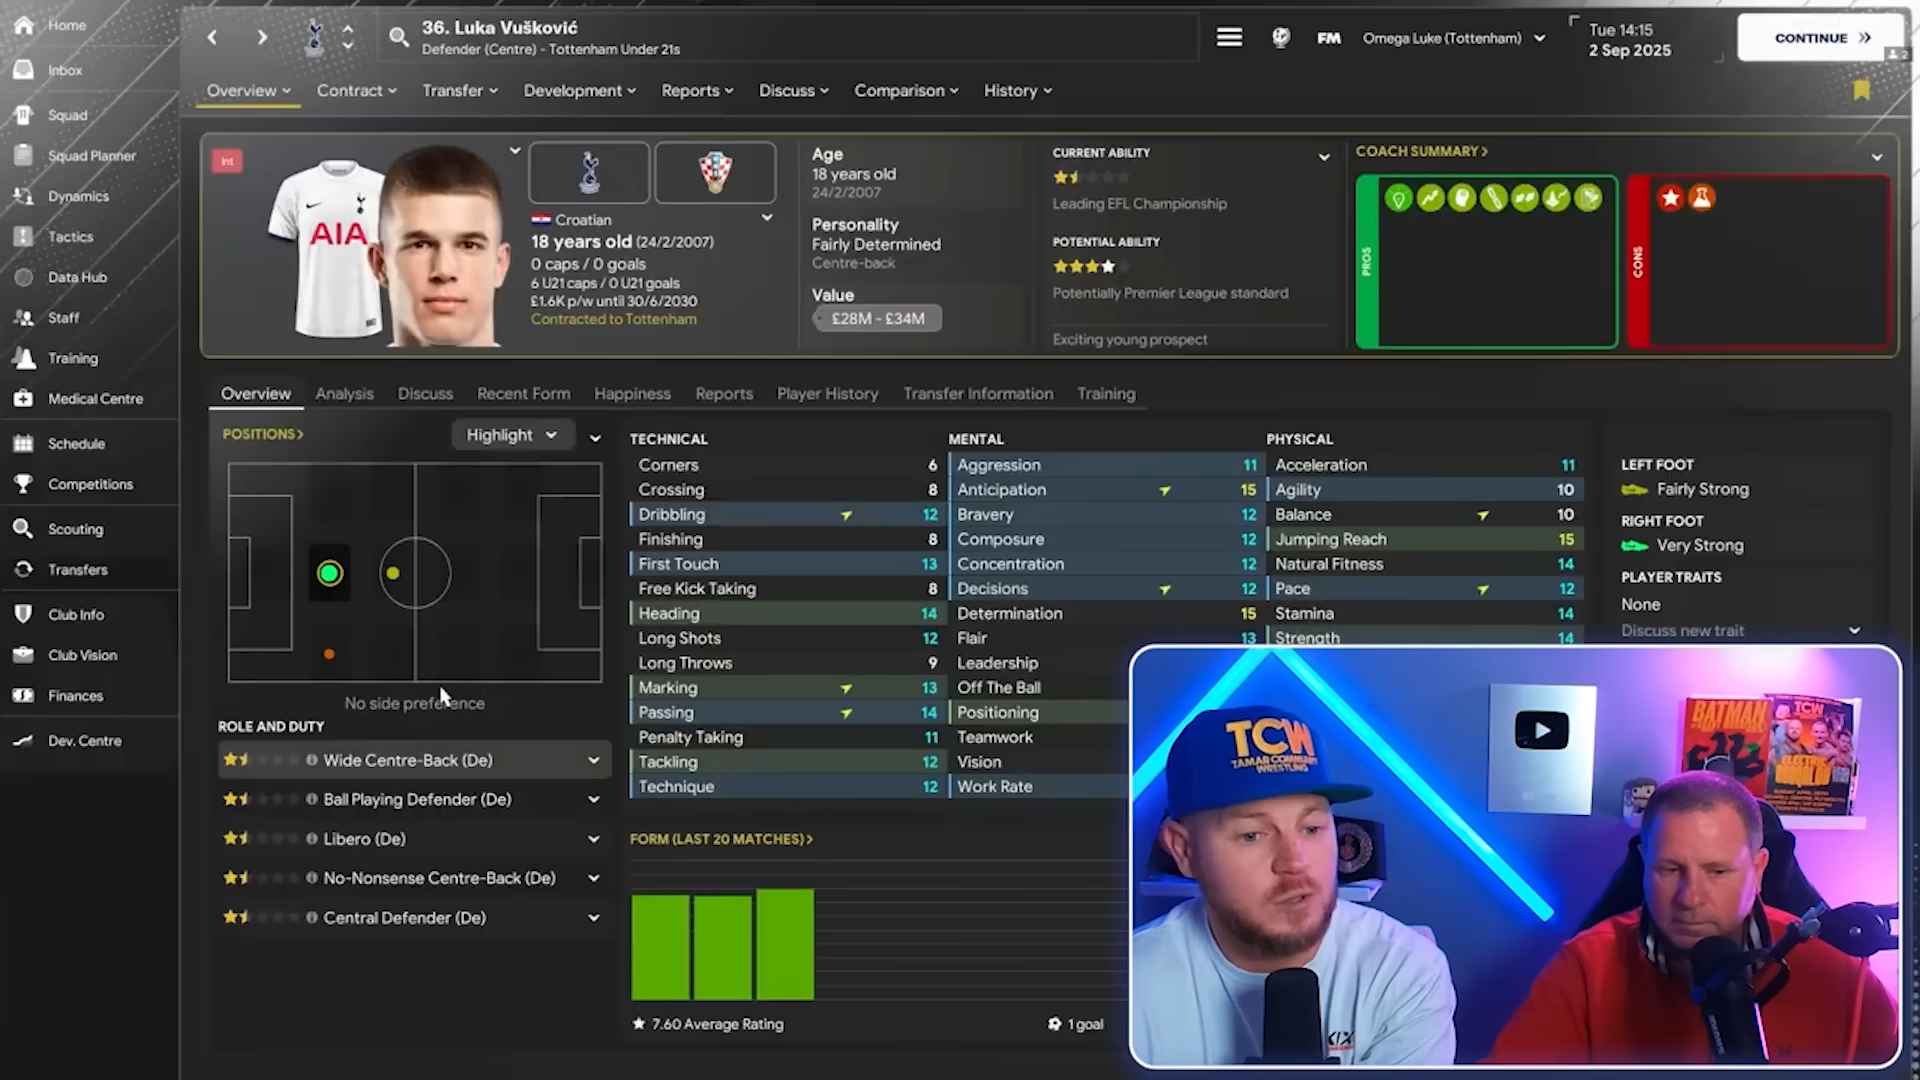 Home
Inbox
Squad
Squad Planner
Dynamics
Tactics
Data Hub
Staff
Training
Medical Centre
Schedule
Competitions
Scouting
Transfers
Club Info
Club Vision
Finances
Dev. Centre
36. Luka Vušković
Defender (Centre) - Tottenham Under 21s
FM
Omega Luke (Tottenham)
Tue 14:15
2 Sep 2025
CONTINUE
2
Overview
Contract
Transfer
Development
Reports
Discuss
Comparison
History
Int
AIA
Croatian
18 years old (24/2/2007)
0 caps / 0 goals
6 U21 caps / 0 U21 goals
£1.6K p/w until 30/6/2030
Contracted to Tottenham
Age
18 years old
24/2/2007
Personality
Fairly Determined
Centre-back
Value
£28M - £34M
CURRENT ABILITY
Leading EFL Championship
POTENTIAL ABILITY
Potentially Premier League standard
Exciting young prospect
COACH SUMMARY >
PROS
CONS
Overview
Analysis
Discuss
Recent Form
Happiness
Reports
Player History
Transfer Information
Training
POSITIONS >
Highlight
No side preference
ROLE AND DUTY
Wide Centre-Back (De)
Ball Playing Defender (De)
Libero (De)
No-Nonsense Centre-Back (De)
Central Defender (De)
TECHNICAL
Corners 6
Crossing 8
Dribbling 12
Finishing 8
First Touch 13
Free Kick Taking 8
Heading 14
Long Shots 12
Long Throws 9
Marking 13
Passing 14
Penalty Taking 11
Tackling 12
Technique 12
MENTAL
Aggression 11
Anticipation 15
Bravery 12
Composure 12
Concentration 12
Decisions 12
Determination 15
Flair 13
Leadership
Off The Ball
Positioning
Teamwork
Vision
Work Rate
PHYSICAL
Acceleration 11
Agility 10
Balance 10
Jumping Reach 15
Natural Fitness 14
Pace 12
Stamina 14
Strength 14
LEFT FOOT
Fairly Strong
RIGHT FOOT
Very Strong
PLAYER TRAITS
None
Discuss new trait
FORM (LAST 20 MATCHES) >
7.60 Average Rating
1 goal
TCW
TAMAR COMMUNITY
WRESTLING
BATMAN
TCW